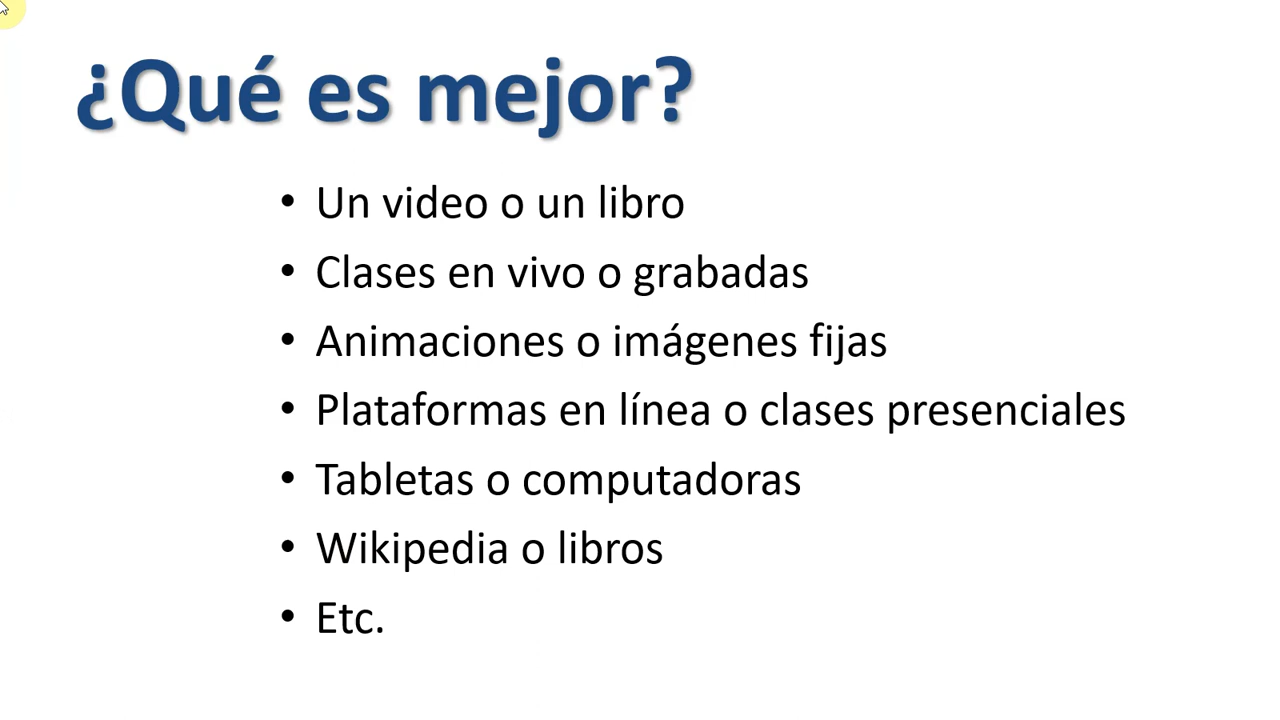 ¿Qué es mejor?
• Un video o un libro
• Clases en vivo o grabadas
• Animaciones o imágenes fijas
• Plataformas en línea o clases presenciales
• Tabletas o computadoras
• Wikipedia o libros
• Etc.